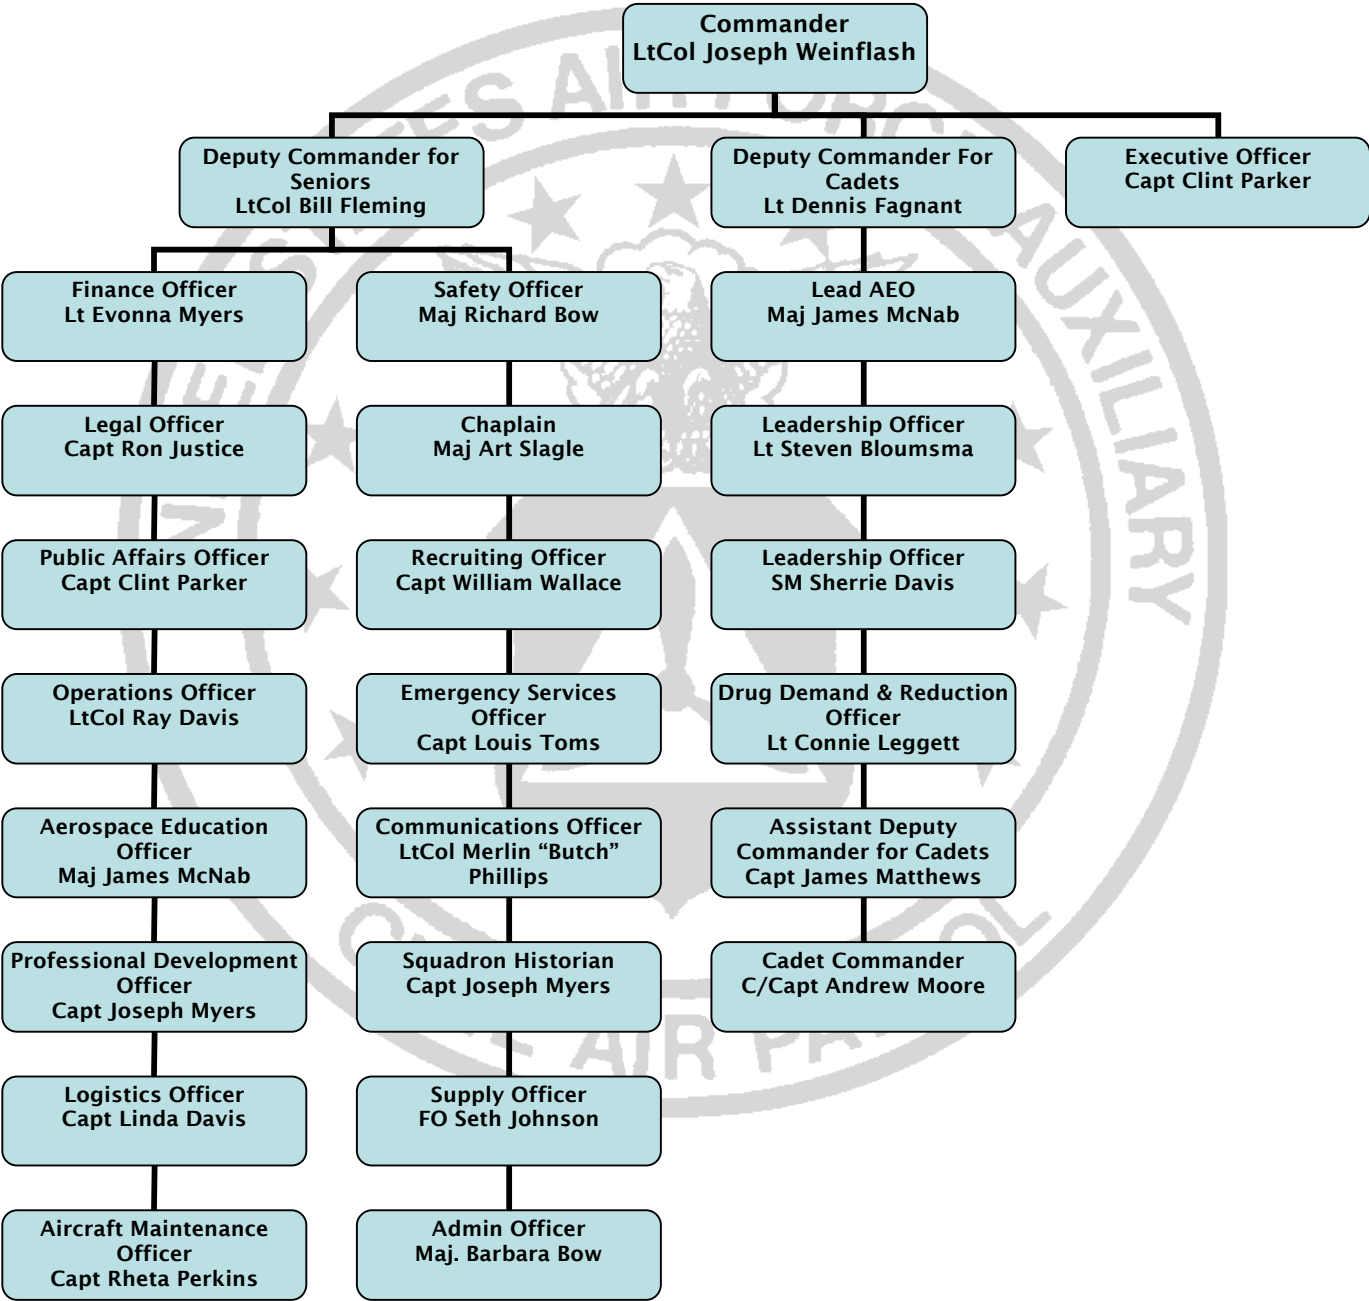 Commander
LtCol Joseph Weinflash
Deputy Commander for
Seniors
LtCol Bill Fleming
Deputy Commander For
Cadets
Lt Dennis Fagnant
Executive Officer
Capt Clint Parker
Finance Officer
Lt Evonna Myers
Safety Officer
Maj Richard Bow
Lead AEO
Maj James McNab
Legal Officer
Capt Ron Justice
Chaplain
Maj Art Slagle
Leadership Officer
Lt Steven Bloumsma
Public Affairs Officer
Capt Clint Parker
Recruiting Officer
Capt William Wallace
Leadership Officer
SM Sherrie Davis
Operations Officer
LtCol Ray Davis
Emergency Services
Officer
Capt Louis Toms
Drug Demand & Reduction
Officer
Lt Connie Leggett
Aerospace Education
Officer
Maj James McNab
Communications Officer
LtCol Merlin “Butch”
Phillips
Assistant Deputy
Commander for Cadets
Capt James Matthews
Professional Development
Officer
Capt Joseph Myers
Squadron Historian
Capt Joseph Myers
Cadet Commander
C/Capt Andrew Moore
Logistics Officer
Capt Linda Davis
Supply Officer
FO Seth Johnson
Aircraft Maintenance
Officer
Capt Rheta Perkins
Admin Officer
Maj. Barbara Bow
AIR FORCE AUXILIARY
AIR